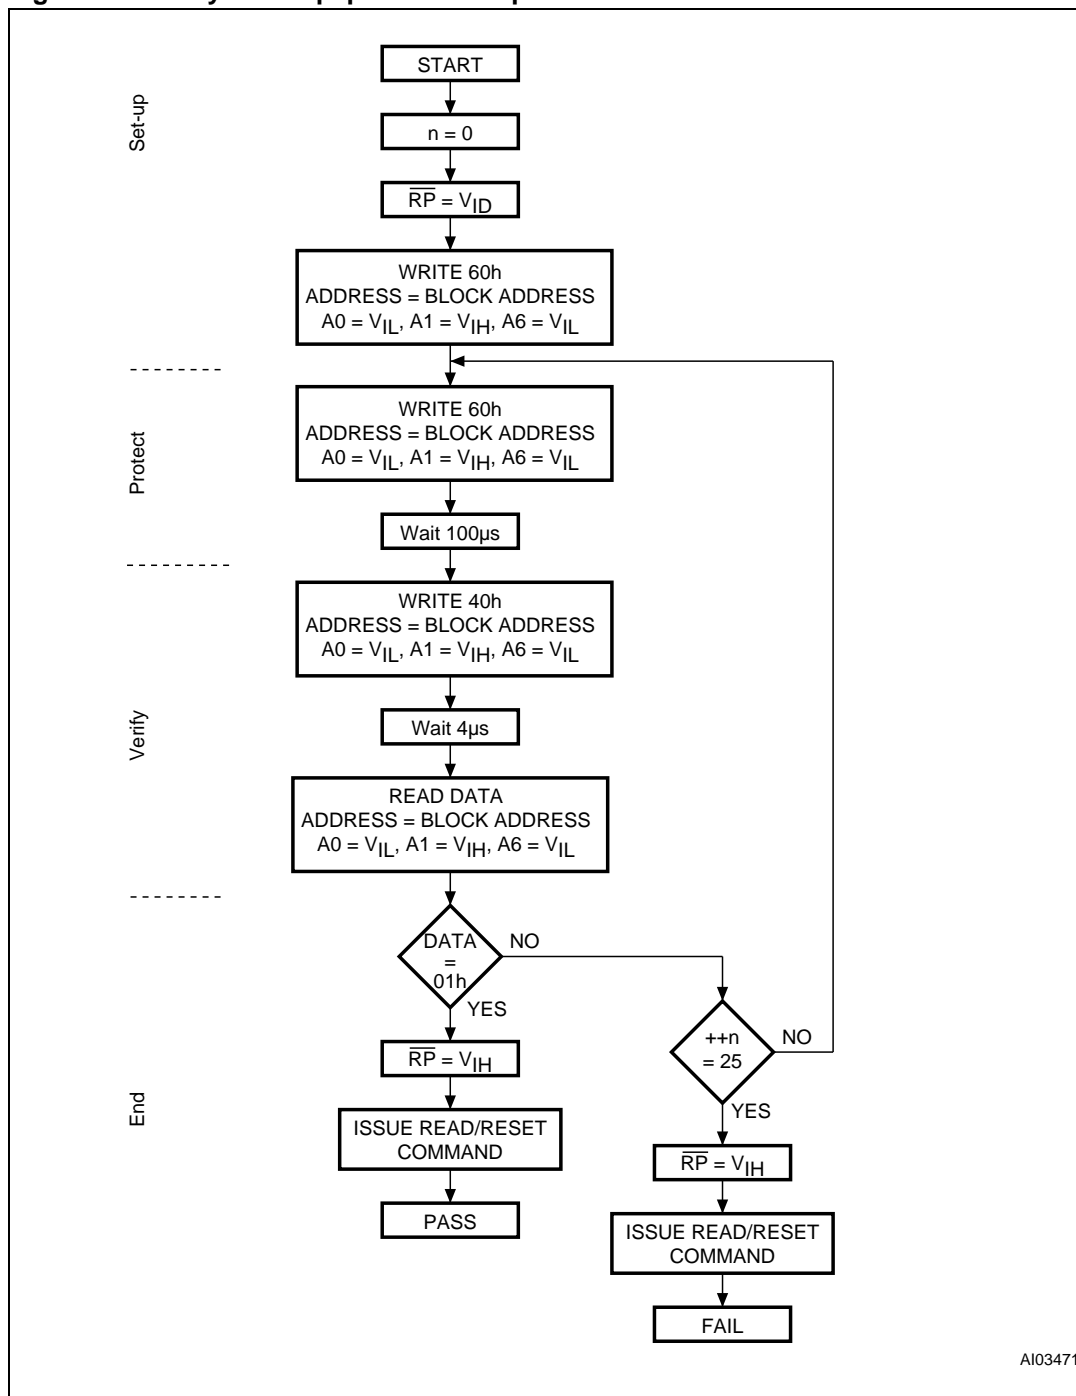 START
Set-up
n = 0
RP = VID
WRITE 60h
ADDRESS = BLOCK ADDRESS
A0 = VIL, A1 = VIH, A6 = VIL
Protect
WRITE 60h
ADDRESS = BLOCK ADDRESS
A0 = VIL, A1 = VIH, A6 = VIL
Wait 100µs
Verify
WRITE 40h
ADDRESS = BLOCK ADDRESS
A0 = VIL, A1 = VIH, A6 = VIL
Wait 4µs
READ DATA
ADDRESS = BLOCK ADDRESS
A0 = VIL, A1 = VIH, A6 = VIL
End
DATA
=
01h
NO
YES
++n
= 25
NO
YES
RP = VIH
ISSUE READ/RESET
COMMAND
PASS
RP = VIH
ISSUE READ/RESET
COMMAND
FAIL
AI03471